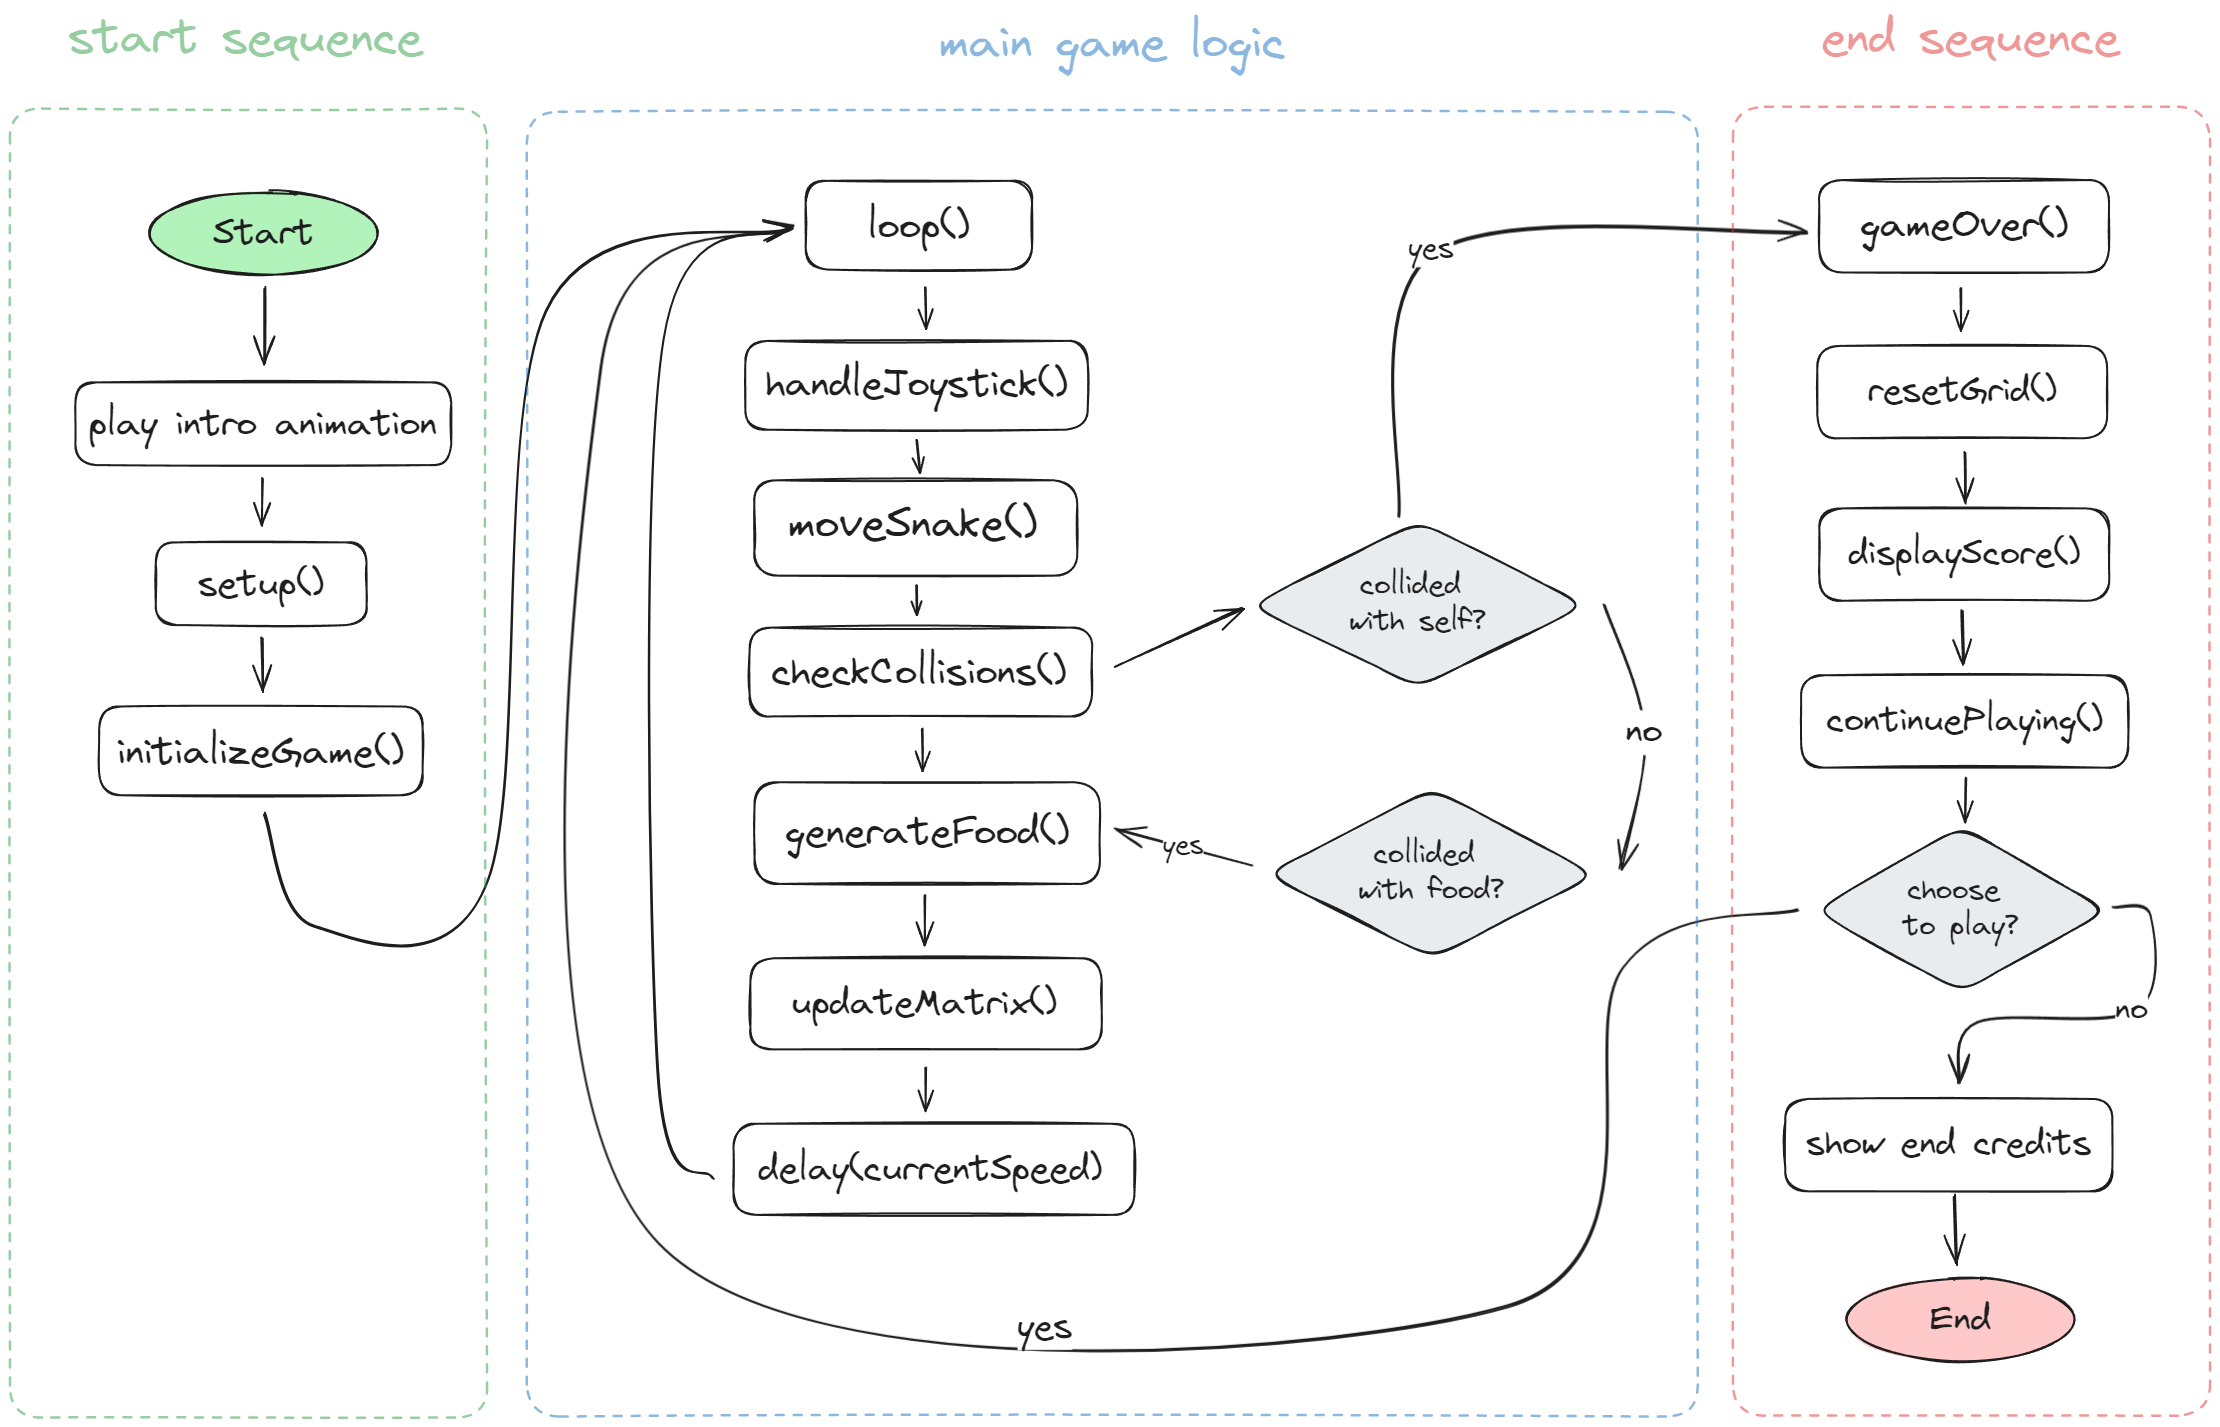 start sequence
main game logic
end sequence
Start
play intro animation
setup()
initializeGame()
loop()
handleJoystick()
moveSnake()
checkCollisions()
generateFood()
updateMatrix()
delay(currentSpeed)
collided
with self?
yes
no
collided
with food?
yes
gameOver()
resetGrid()
displayScore()
continuePlaying()
choose
to play?
yes
no
show end credits
End